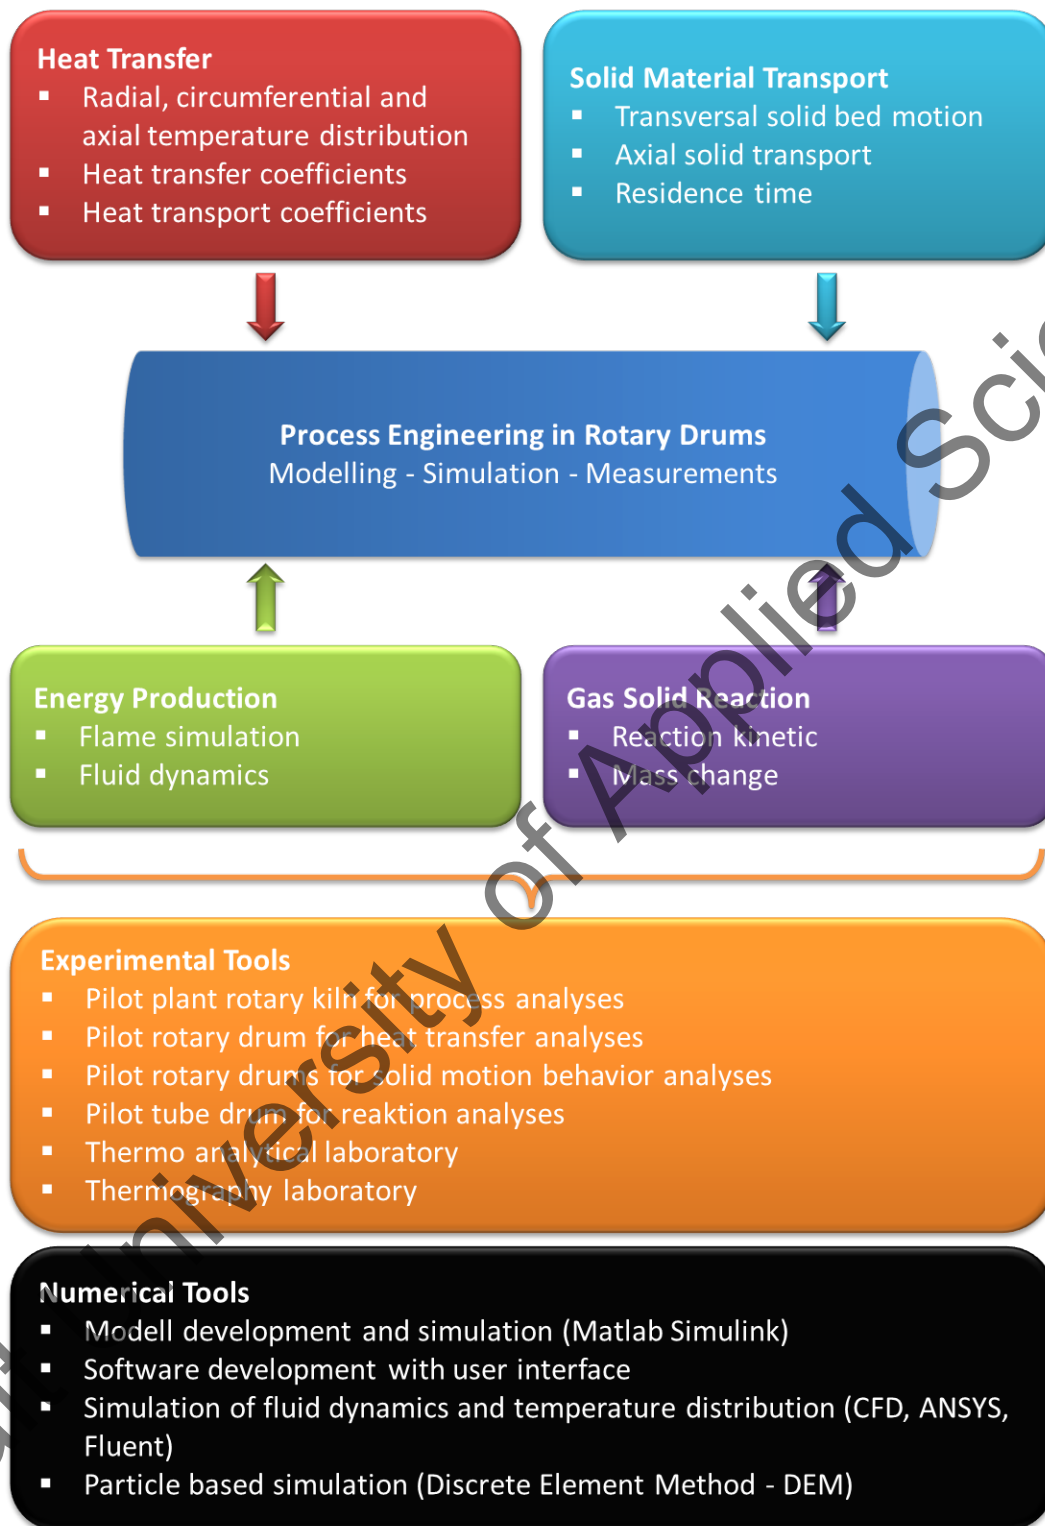 Heat Transfer
▪ Radial, circumferential and
axial temperature distribution
▪ Heat transfer coefficients
▪ Heat transport coefficients
Solid Material Transport
▪ Transversal solid bed motion
▪ Axial solid transport
▪ Residence time
Process Engineering in Rotary Drums
Modelling - Simulation - Measurements
Energy Production
▪ Flame simulation
▪ Fluid dynamics
Gas Solid Reaction
▪ Reaction kinetic
▪ Mass change
Experimental Tools
▪ Pilot plant rotary kiln for process analyses
▪ Pilot rotary drum for heat transfer analyses
▪ Pilot rotary drums for solid motion behavior analyses
▪ Pilot tube drum for reaktion analyses
▪ Thermo analytical laboratory
▪ Thermography laboratory
Numerical Tools
▪ Modell development and simulation (Matlab Simulink)
▪ Software development with user interface
▪ Simulation of fluid dynamics and temperature distribution (CFD, ANSYS,
Fluent)
▪ Particle based simulation (Discrete Element Method - DEM)
University of Applied